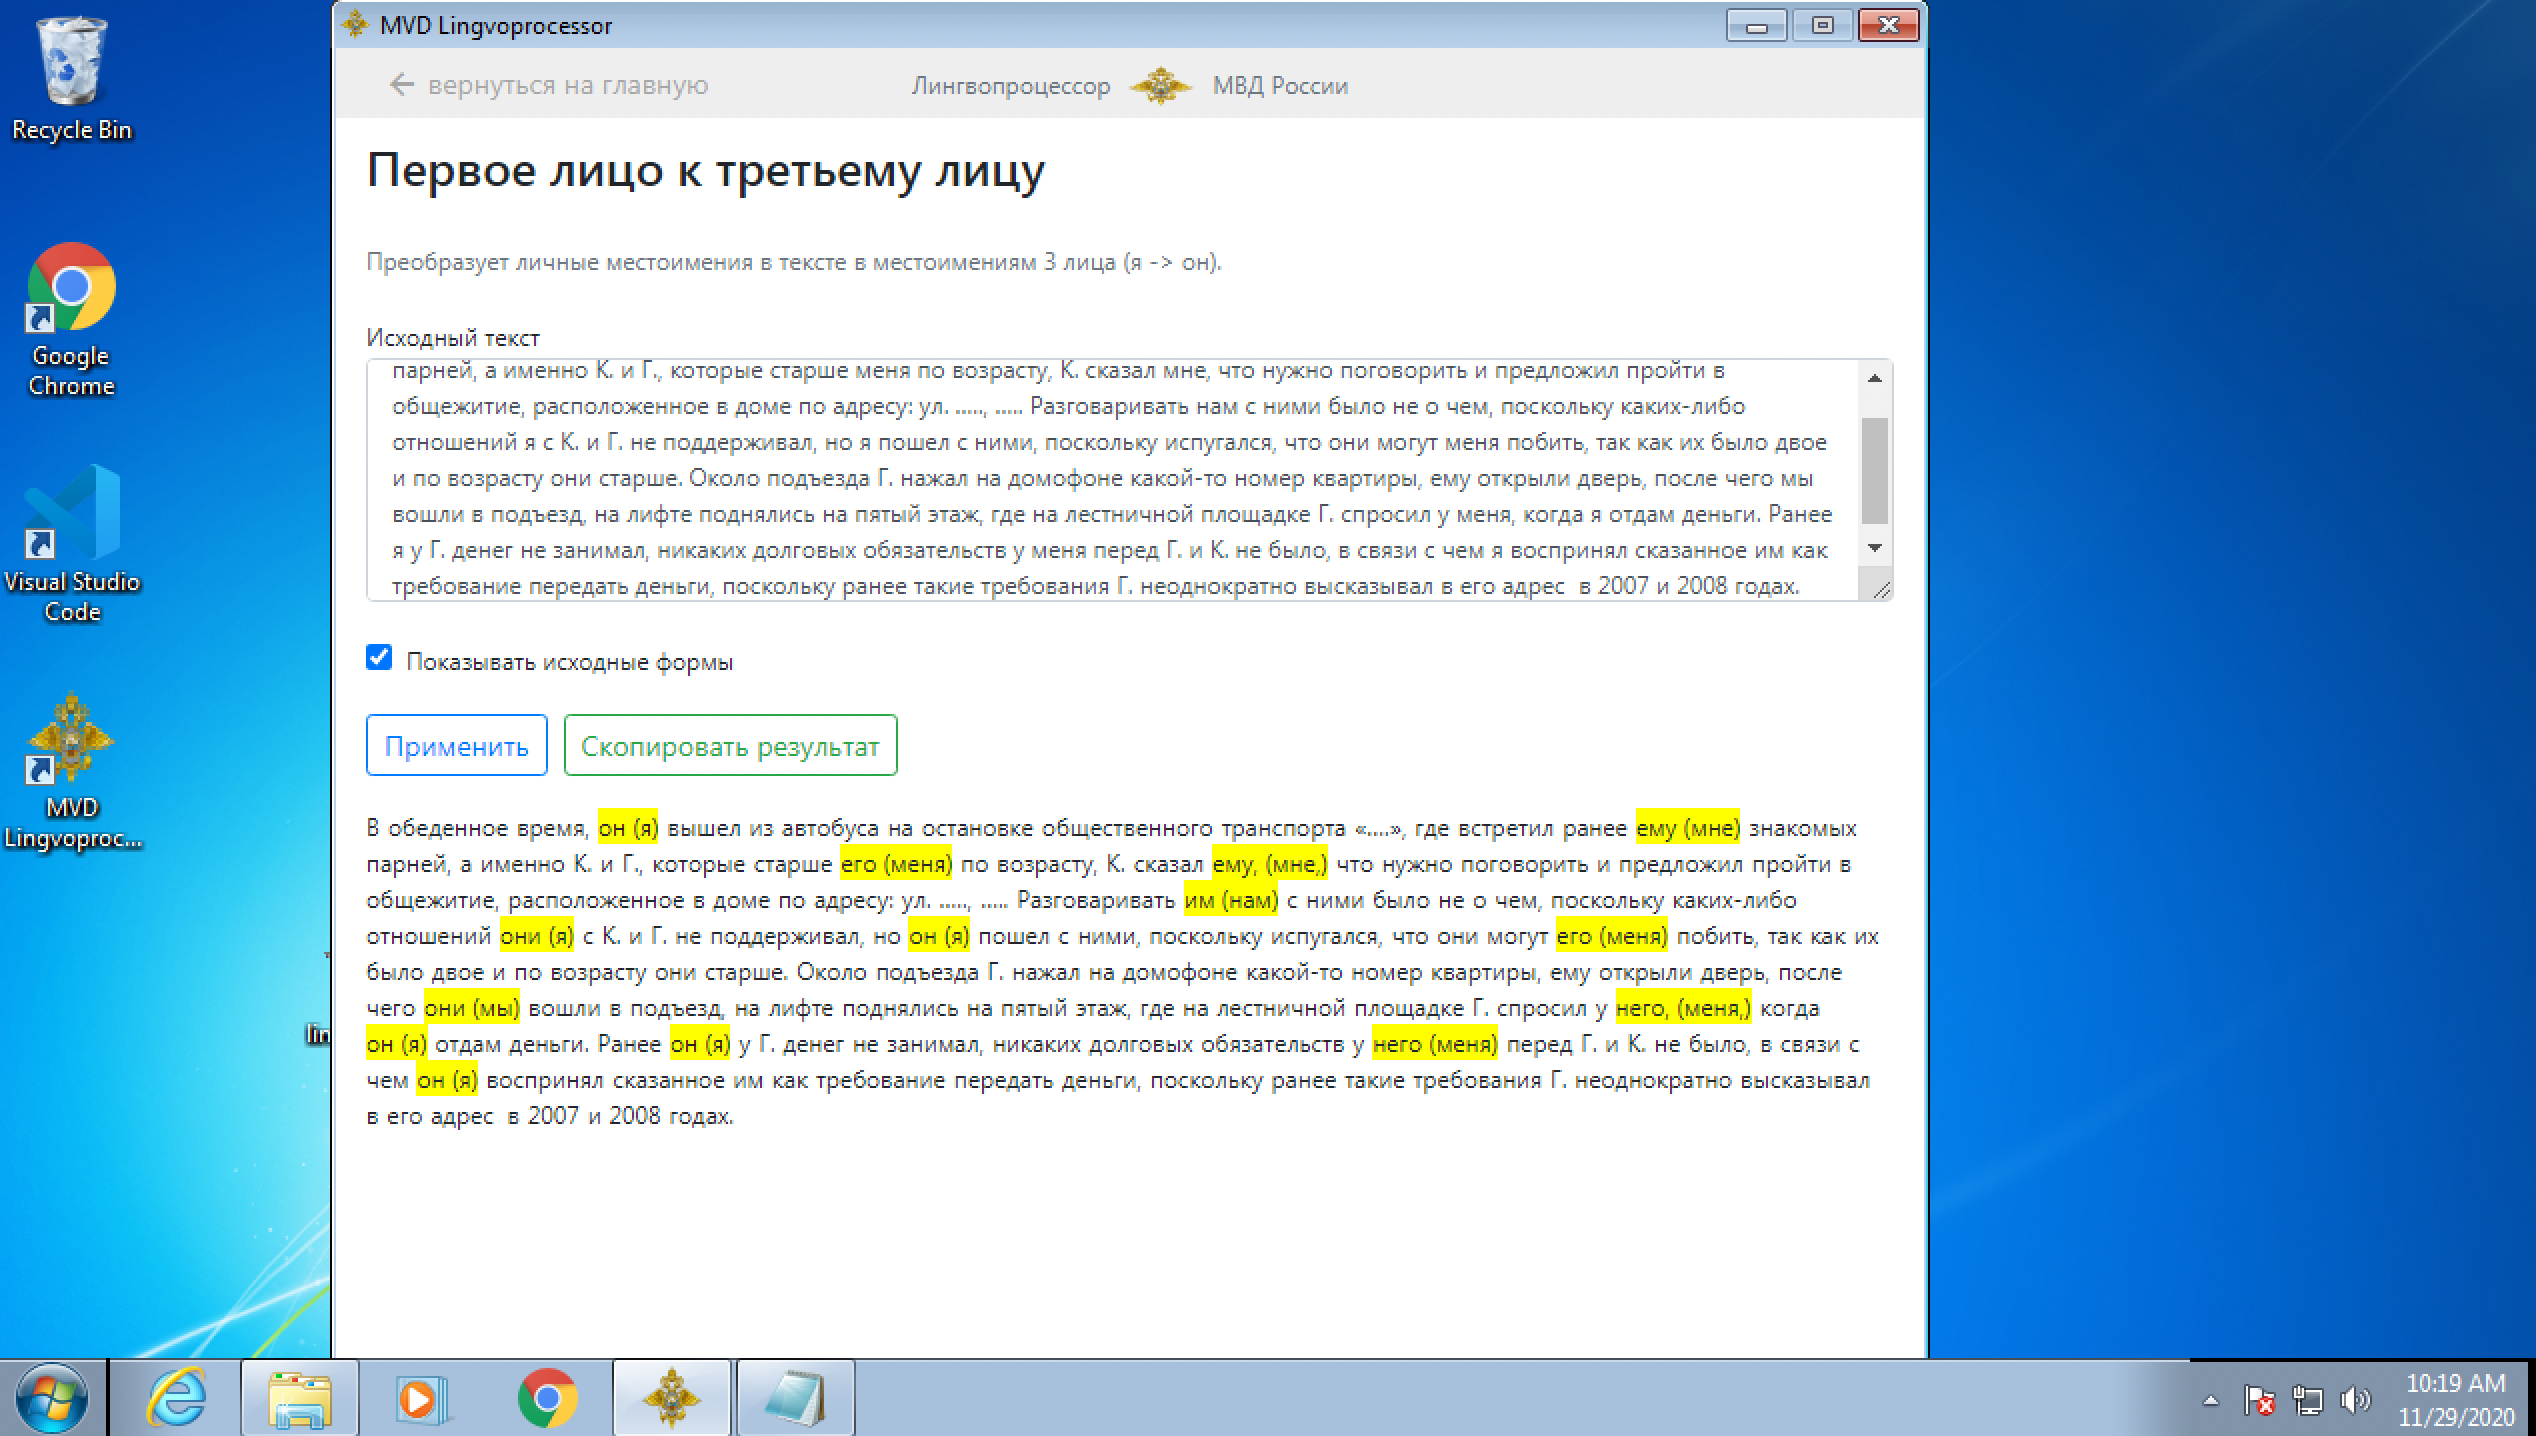 MVD Lingvoprocessor
вернуться на главную
Лингвопроцессор МВД России
Recycle Bin
Google
Chrome
Visual Studio
Code
MVD
Lingvoproc...
lin
Первое лицо к третьему лицу
Преобразует личные местоимения в тексте в местоимениям 3 лица (я -> он).
Исходный текст
парней, а именно К. и Г., которые старше меня по возрасту, К. сказал мне, что нужно поговорить и предложил пройти в
общежитие, расположенное в доме по адресу: ул. ....., ..... Разговаривать нам с ними было не о чем, поскольку каких-либо
отношений я с К. и Г. не поддерживал, но я пошел с ними, поскольку испугался, что они могут меня побить, так как их было двое
и по возрасту они старше. Около подъезда Г. нажал на домофоне какой-то номер квартиры, ему открыли дверь, после чего мы
вошли в подъезд, на лифте поднялись на пятый этаж, где на лестничной площадке Г. спросил у меня, когда я отдам деньги. Ранее
я у Г. денег не занимал, никаких долговых обязательств у меня перед Г. и К. не было, в связи с чем я воспринял сказанное им как
требование передать деньги, поскольку ранее такие требования Г. неоднократно высказывал в его адрес  в 2007 и 2008 годах.
Показывать исходные формы
Применить
Скопировать результат
В обеденное время, он (я) вышел из автобуса на остановке общественного транспорта «....», где встретил ранее ему (мне) знакомых
парней, а именно К. и Г., которые старше его (меня) по возрасту, К. сказал ему, (мне,) что нужно поговорить и предложил пройти в
общежитие, расположенное в доме по адресу: ул. ....., ..... Разговаривать им (нам) с ними было не о чем, поскольку каких-либо
отношений они (я) с К. и Г. не поддерживал, но он (я) пошел с ними, поскольку испугался, что они могут его (меня) побить, так как их
было двое и по возрасту они старше. Около подъезда Г. нажал на домофоне какой-то номер квартиры, ему открыли дверь, после
чего они (мы) вошли в подъезд, на лифте поднялись на пятый этаж, где на лестничной площадке Г. спросил у него, (меня,) когда
он (я) отдам деньги. Ранее он (я) у Г. денег не занимал, никаких долговых обязательств у него (меня) перед Г. и К. не было, в связи с
чем он (я) воспринял сказанное им как требование передать деньги, поскольку ранее такие требования Г. неоднократно высказывал
в его адрес  в 2007 и 2008 годах.
10:19 AM
11/29/2020